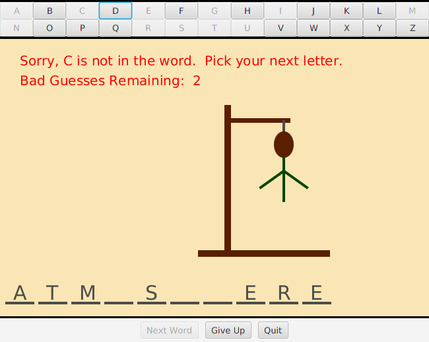 A B C D E F G H I J K L M
N O P Q R S T U V W X Y Z
Sorry, C is not in the word.  Pick your next letter.
Bad Guesses Remaining:  2
A T M _ S _ _ E R E
Next Word Give Up Quit